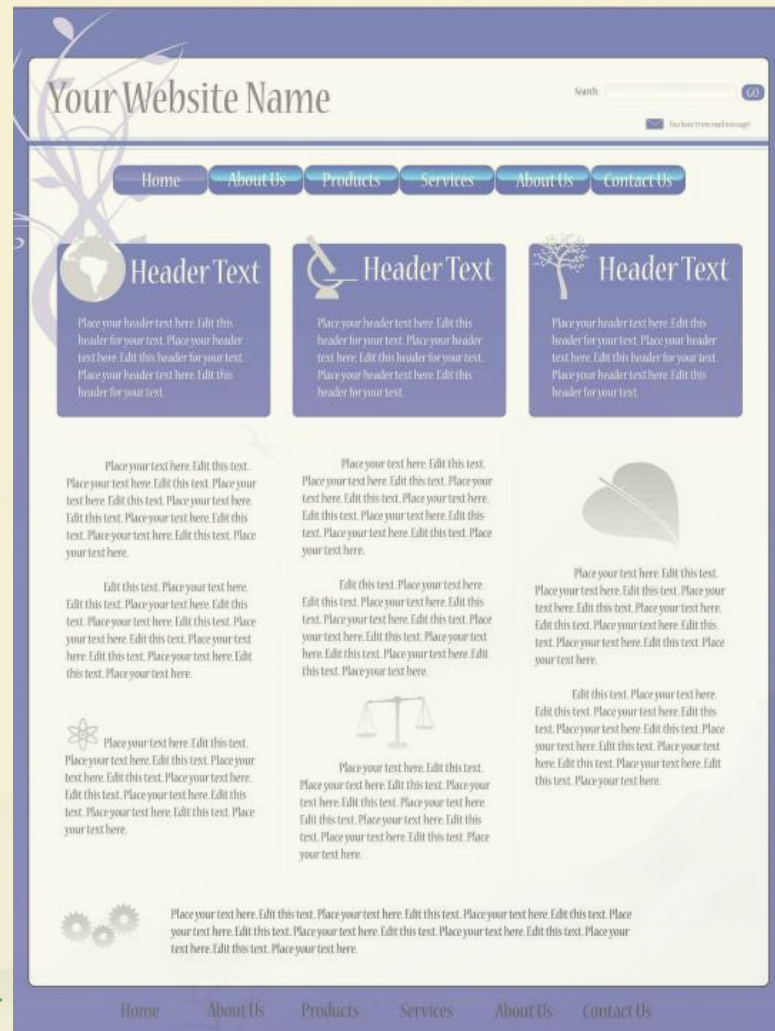 Your Website Name
Search:
GO
You have 1 new mail message!
Home
About Us
Products
Services
About Us
Contact Us
Header Text
Place your header text here. Edit this
header for your text. Place your header
text here. Edit this header for your text.
Place your header text here. Edit this
header for your text.
Header Text
Place your header text here. Edit this
header for your text. Place your header
text here. Edit this header for your text.
Place your header text here. Edit this
header for your text.
Header Text
Place your header text here. Edit this
header for your text. Place your header
text here. Edit this header for your text.
Place your header text here. Edit this
header for your text.
Place your text here. Edit this text.
Place your text here. Edit this text. Place your
text here. Edit this text. Place your text here.
Edit this text. Place your text here. Edit this
text. Place your text here. Edit this text. Place
your text here.
Edit this text. Place your text here.
Edit this text. Place your text here. Edit this
text. Place your text here. Edit this text. Place
your text here. Edit this text. Place your text
here. Edit this text. Place your text here. Edit
this text. Place your text here.
Place your text here. Edit this text.
Place your text here. Edit this text. Place your
text here. Edit this text. Place your text here.
Edit this text. Place your text here. Edit this
text. Place your text here. Edit this text. Place
your text here.
Place your text here. Edit this text.
Place your text here. Edit this text. Place your
text here. Edit this text. Place your text here.
Edit this text. Place your text here. Edit this
text. Place your text here. Edit this text. Place
your text here.
Edit this text. Place your text here.
Edit this text. Place your text here. Edit this
text. Place your text here. Edit this text. Place
your text here. Edit this text. Place your text
here. Edit this text. Place your text here. Edit
this text. Place your text here.
Place your text here. Edit this text.
Place your text here. Edit this text. Place your
text here. Edit this text. Place your text here.
Edit this text. Place your text here. Edit this
text. Place your text here. Edit this text. Place
your text here.
Place your text here. Edit this text.
Place your text here. Edit this text. Place your
text here. Edit this text. Place your text here.
Edit this text. Place your text here. Edit this
text. Place your text here. Edit this text. Place
your text here.
Edit this text. Place your text here.
Edit this text. Place your text here. Edit this
text. Place your text here. Edit this text. Place
your text here. Edit this text. Place your text
here. Edit this text. Place your text here. Edit
this text. Place your text here.
Place your text here. Edit this text. Place your text here. Edit this text. Place your text here. Edit this text. Place
your text here. Edit this text. Place your text here. Edit this text. Place your text here. Edit this text. Place your
text here. Edit this text. Place your text here.
Home
About Us
Products
Services
About Us
Contact Us